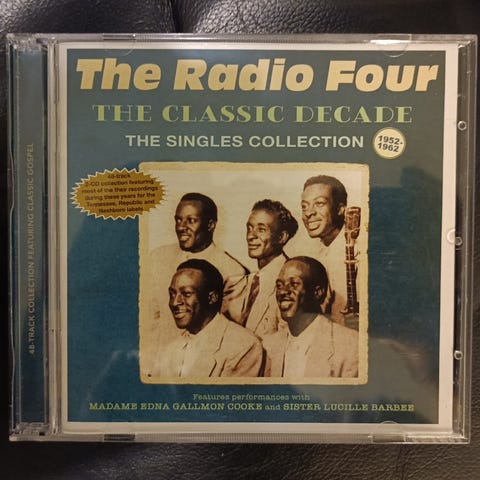 The Radio Four
THE CLASSIC DECADE
THE SINGLES COLLECTION
1952-
1962
48-track
2-CD collection featuring
most of the their recordings
during these years for the
Tennessee, Republic and
Nashboro labels
Features performances with
MADAME EDNA GALLMON COOKE and SISTER LUCILLE BARBEE
48-TRACK COLLECTION FEATURING CLASSIC GOSPEL